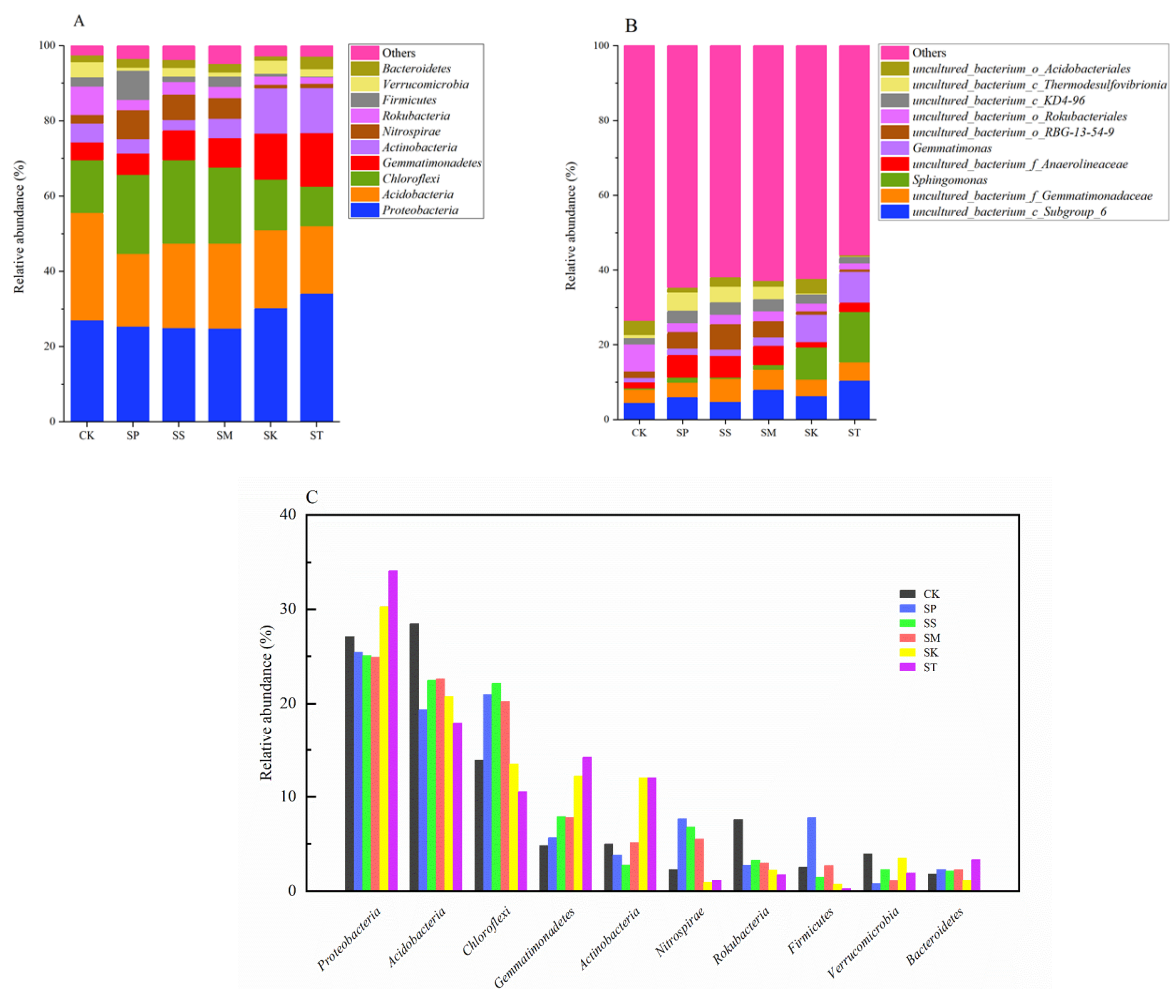 A
Relative abundance (%)
100
80
60
40
20
0
CK SP SS SM SK ST
Others
Bacteroidetes
Verrucomicrobia
Firmicutes
Rokubacteria
Nitrospirae
Actinobacteria
Gemmatimonadetes
Chloroflexi
Acidobacteria
Proteobacteria
B
Relative abundance (%)
100
80
60
40
20
0
CK SP SS SM SK ST
Others
uncultured_bacterium_o_Acidobacteriales
uncultured_bacterium_c_Thermodesulfovibrionia
uncultured_bacterium_c_KD4-96
uncultured_bacterium_o_Rokubacteriales
uncultured_bacterium_o_RBG-13-54-9
Gemmatimonas
uncultured_bacterium_f_Anaerolineaceae
Sphingomonas
uncultured_bacterium_f_Gemmatimonadaceae
uncultured_bacterium_c_Subgroup_6
C
Relative abundance (%)
40
30
20
10
0
CK
SP
SS
SM
SK
ST
Proteobacteria
Acidobacteria
Chloroflexi
Gemmatimonadetes
Actinobacteria
Nitrospirae
Rokubacteria
Firmicutes
Verrucomicrobia
Bacteroidetes